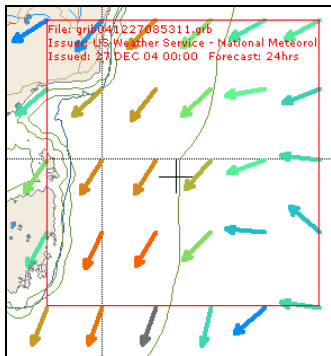 File: grib041227085311.grb
Issuer: US Weather Service - National Meteorol
Issued: 27 DEC 04 00:00 Forecast: 24hrs